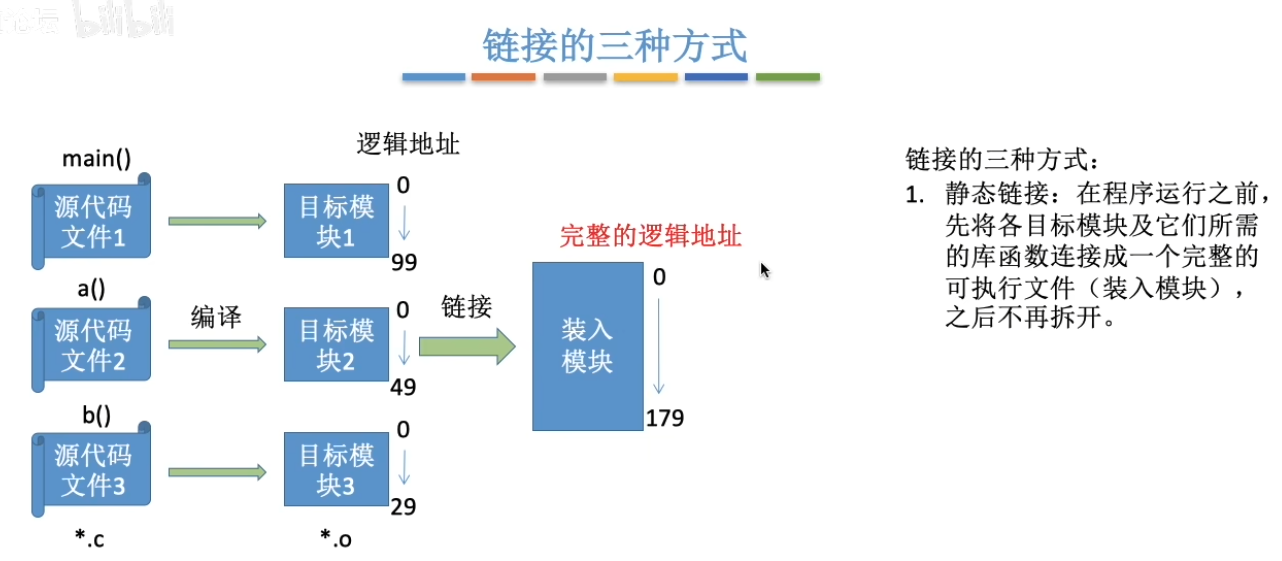 论坛 bilibili
链接的三种方式
逻辑地址
main()
源代码
文件1
目标模
块1
0
99
a()
源代码
文件2
编译
目标模
块2
0
49
链接
b()
源代码
文件3
目标模
块3
0
29
*.c
*.o
完整的逻辑地址
装入
模块
0
179
链接的三种方式：
1. 静态链接：在程序运行之前，
先将各目标模块及它们所需
的库函数连接成一个完整的
可执行文件（装入模块），
之后不再拆开。